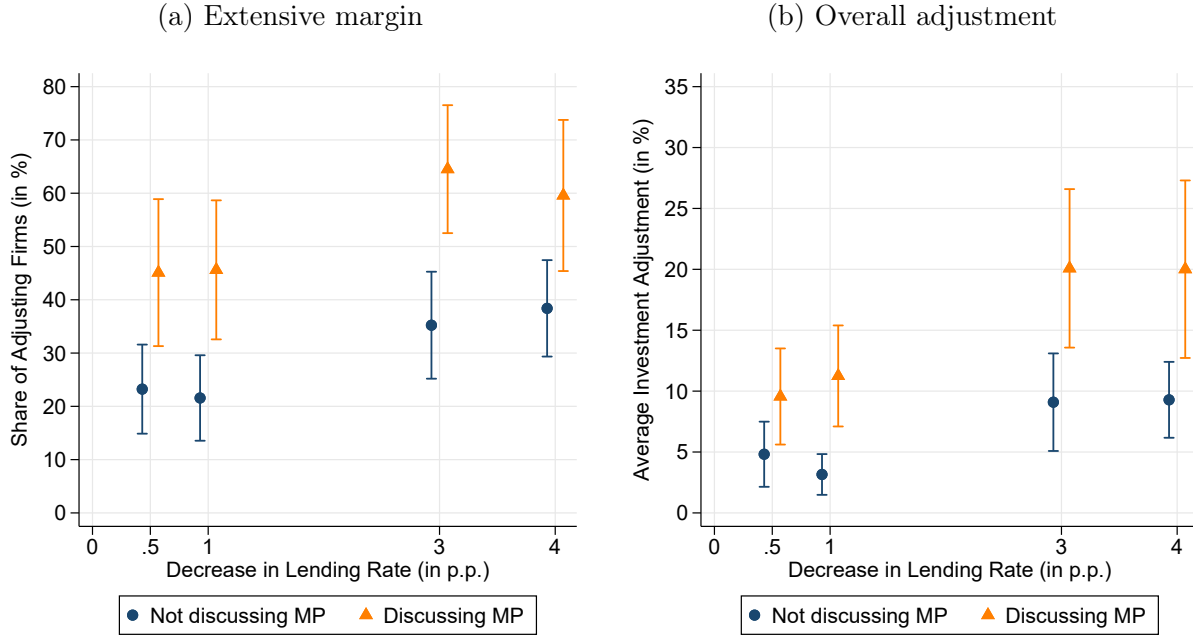 (a) Extensive margin
80
70
60
50
40
30
20
10
0
Share of Adjusting Firms (in %)
0 .5 1 3 4
Decrease in Lending Rate (in p.p.)
Not discussing MP Discussing MP
(b) Overall adjustment
35
30
25
20
15
10
5
0
Average Investment Adjustment (in %)
0 .5 1 3 4
Decrease in Lending Rate (in p.p.)
Not discussing MP Discussing MP